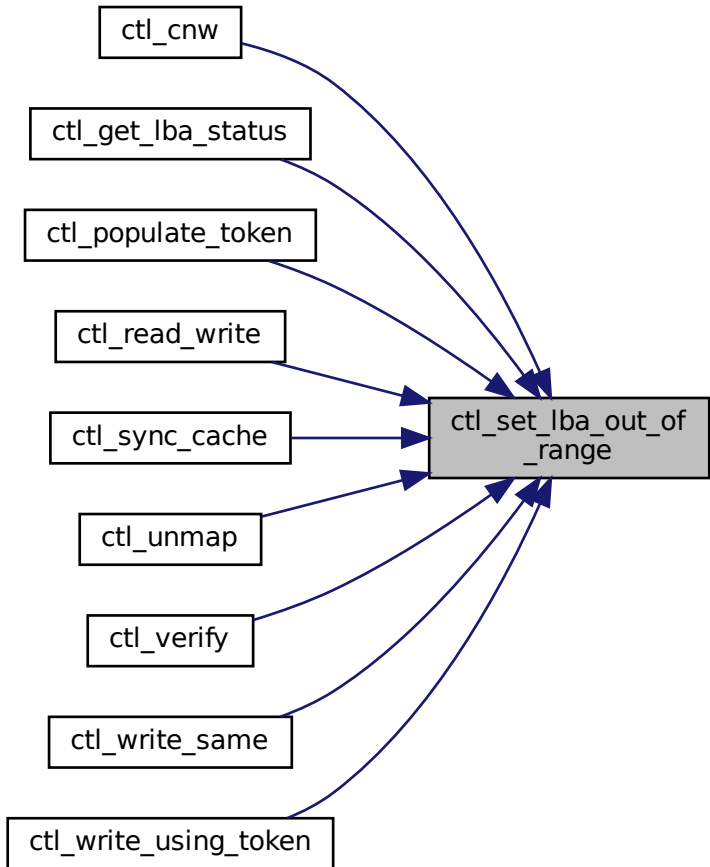 ctl_cnw
ctl_get_lba_status
ctl_populate_token
ctl_read_write
ctl_set_lba_out_of
_range
ctl_sync_cache
ctl_unmap
ctl_verify
ctl_write_same
ctl_write_using_token